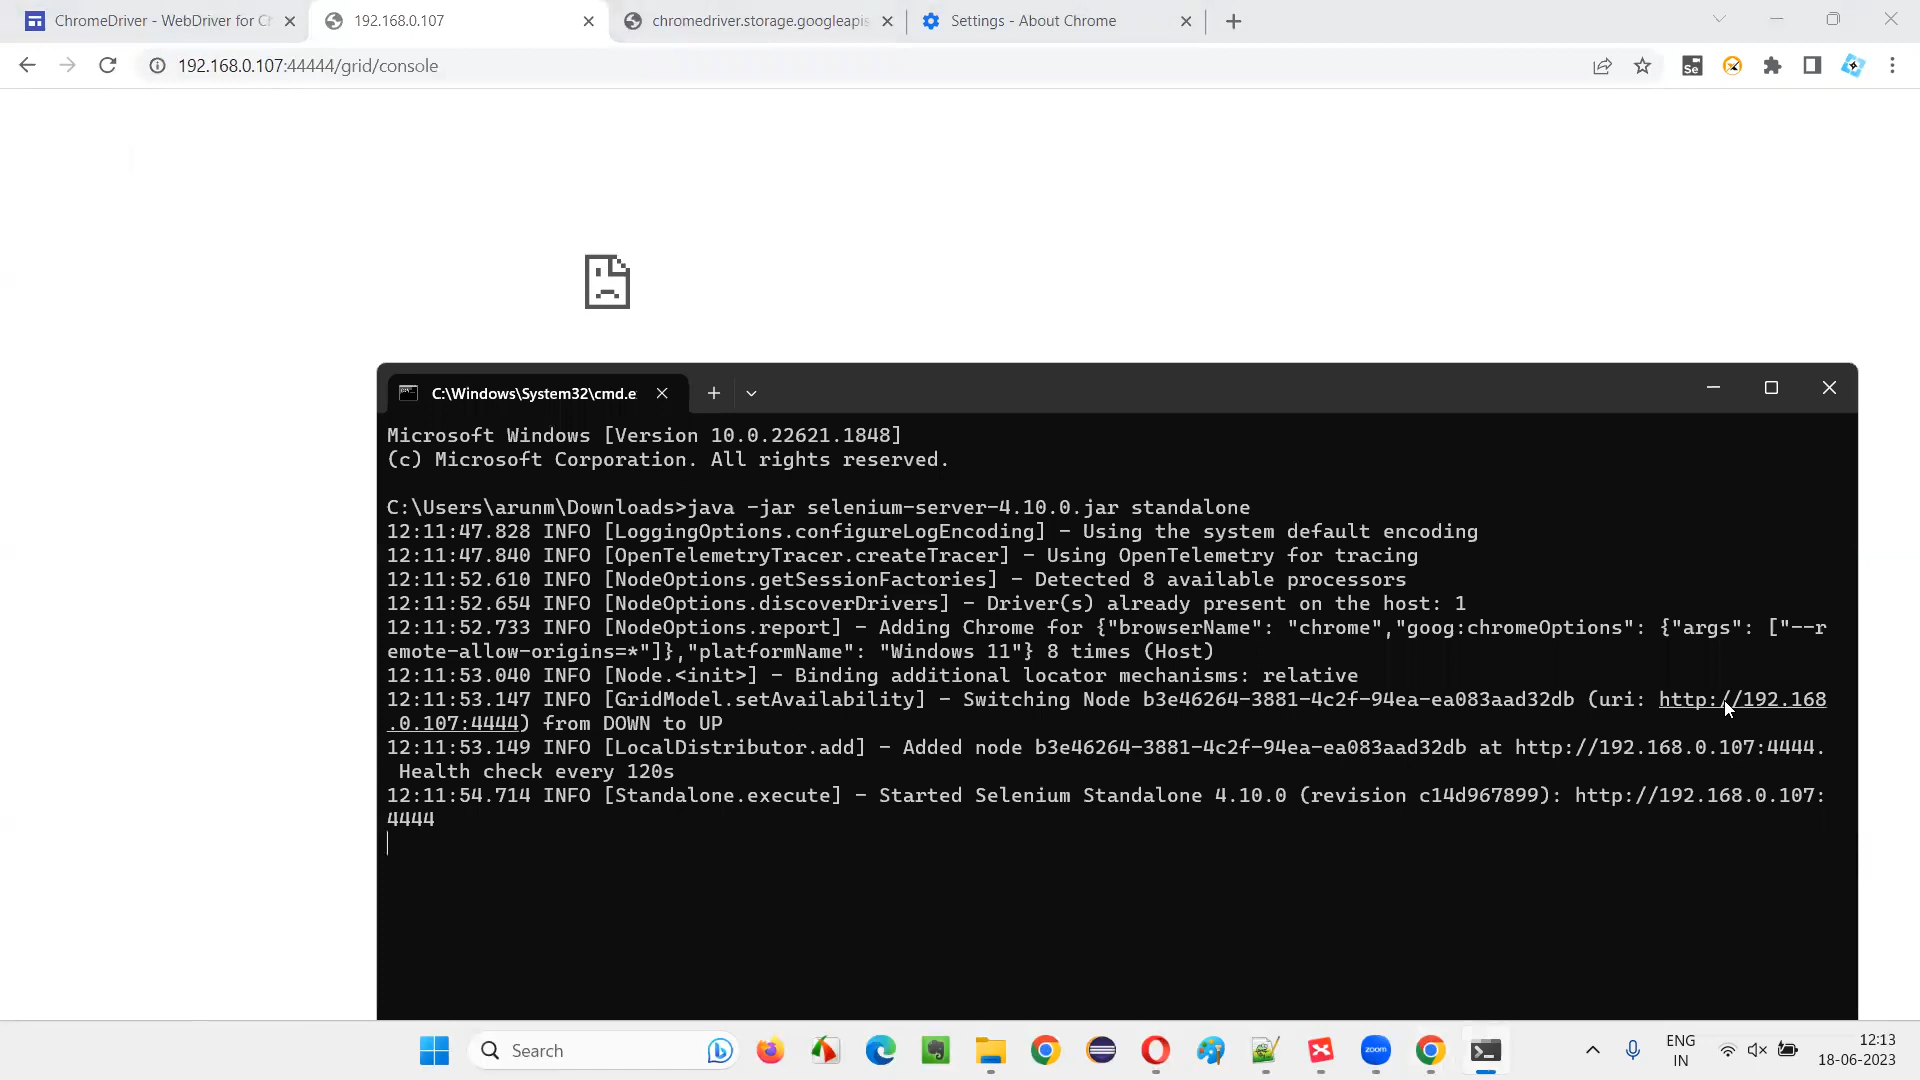 ChromeDriver - WebDriver for Ch
192.168.0.107
chromedriver.storage.googleapis
Settings - About Chrome
192.168.0.107:44444/grid/console
Se
C:\Windows\System32\cmd.e
Microsoft Windows [Version 10.0.22621.1848]
(c) Microsoft Corporation. All rights reserved.
C:\Users\arunm\Downloads>java -jar selenium-server-4.10.0.jar standalone
12:11:47.828 INFO [LoggingOptions.configureLogEncoding] - Using the system default encoding
12:11:47.840 INFO [OpenTelemetryTracer.createTracer] - Using OpenTelemetry for tracing
12:11:52.610 INFO [NodeOptions.getSessionFactories] - Detected 8 available processors
12:11:52.654 INFO [NodeOptions.discoverDrivers] - Driver(s) already present on the host: 1
12:11:52.733 INFO [NodeOptions.report] - Adding Chrome for {"browserName": "chrome","goog:chromeOptions": {"args": ["--r
emote-allow-origins=*"]},"platformName": "Windows 11"} 8 times (Host)
12:11:53.040 INFO [Node.<init>] - Binding additional locator mechanisms: relative
12:11:53.147 INFO [GridModel.setAvailability] - Switching Node b3e46264-3881-4c2f-94ea-ea083aad32db (uri: http://192.168
.0.107:4444) from DOWN to UP
12:11:53.149 INFO [LocalDistributor.add] - Added node b3e46264-3881-4c2f-94ea-ea083aad32db at http://192.168.0.107:4444.
Health check every 120s
12:11:54.714 INFO [Standalone.execute] - Started Selenium Standalone 4.10.0 (revision c14d967899): http://192.168.0.107:
4444
Search
zoom
ENG
IN
12:13
18-06-2023